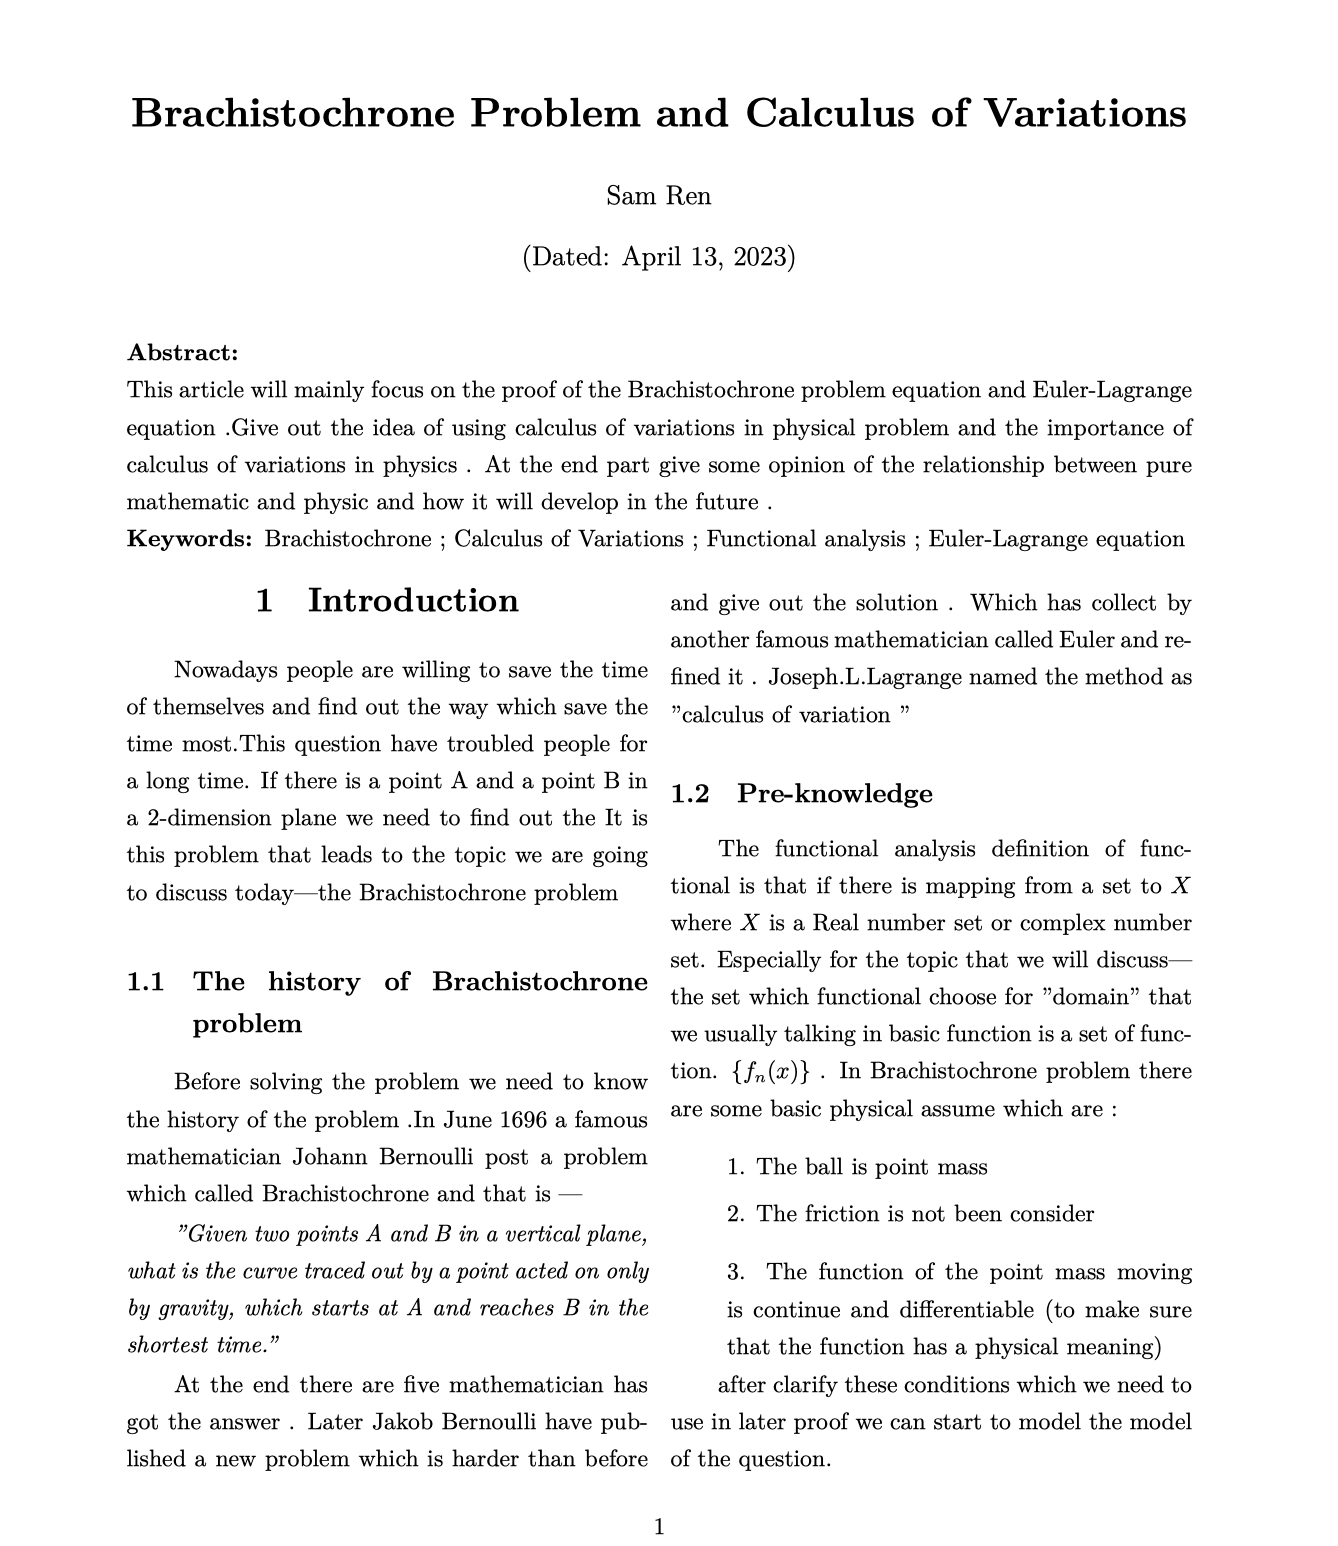 Brachistochrone Problem and Calculus of Variations
Sam Ren
(Dated: April 13, 2023)
Abstract:
This article will mainly focus on the proof of the Brachistochrone problem equation and Euler-Lagrange
equation .Give out the idea of using calculus of variations in physical problem and the importance of
calculus of variations in physics . At the end part give some opinion of the relationship between pure
mathematic and physic and how it will develop in the future .
Keywords: Brachistochrone ; Calculus of Variations ; Functional analysis ; Euler-Lagrange equation
1 Introduction
Nowadays people are willing to save the time
of themselves and find out the way which save the
time most.This question have troubled people for
a long time. If there is a point A and a point B in
a 2-dimension plane we need to find out the It is
this problem that leads to the topic we are going
to discuss today—the Brachistochrone problem
1.1 The history of Brachistochrone
problem
Before solving the problem we need to know
the history of the problem .In June 1696 a famous
mathematician Johann Bernoulli post a problem
which called Brachistochrone and that is —
”Given two points A and B in a vertical plane,
what is the curve traced out by a point acted on only
by gravity, which starts at A and reaches B in the
shortest time.”
At the end there are five mathematician has
got the answer . Later Jakob Bernoulli have pub-
lished a new problem which is harder than before
and give out the solution . Which has collect by
another famous mathematician called Euler and re-
fined it . Joseph.L.Lagrange named the method as
”calculus of variation ”
1.2 Pre-knowledge
The functional analysis definition of func-
tional is that if there is mapping from a set to X
where X is a Real number set or complex number
set. Especially for the topic that we will discuss—
the set which functional choose for ”domain” that
we usually talking in basic function is a set of func-
tion. {fₙ(x)} . In Brachistochrone problem there
are some basic physical assume which are :
1. The ball is point mass
2. The friction is not been consider
3. The function of the point mass moving
is continue and differentiable (to make sure
that the function has a physical meaning)
after clarify these conditions which we need to
use in later proof we can start to model the model
of the question.
1